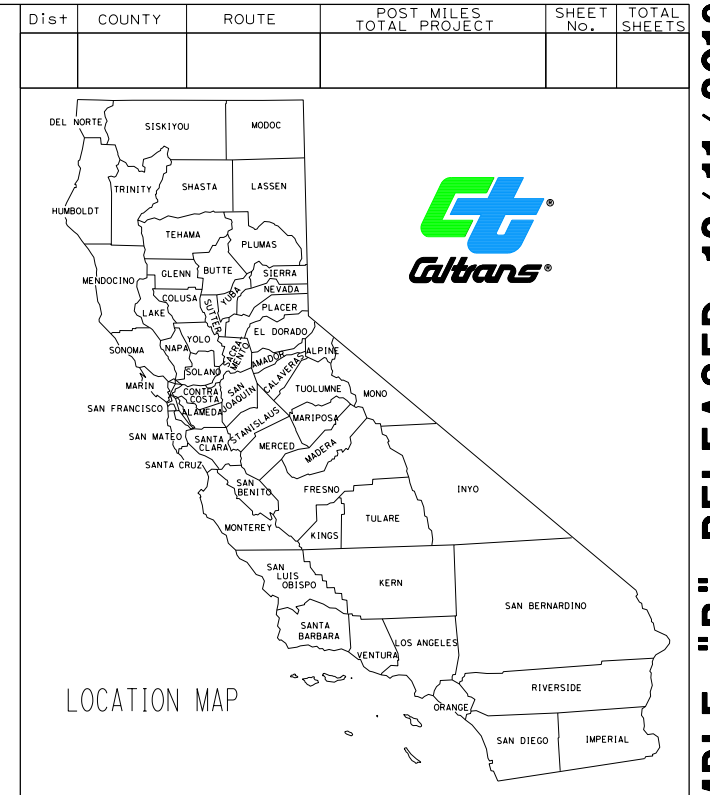 Dist COUNTY ROUTE POST MILES TOTAL PROJECT SHEET No. TOTAL SHEETS
DEL NORTE
SISKIYOU
MODOC
TRINITY
SHASTA
LASSEN
HUMBOLDT
TEHAMA
PLUMAS
MENDOCINO
GLENN
BUTTE
SIERRA
COLUSA
SUTTER
YUBA
NEVADA
LAKE
PLACER
SONOMA
NAPA
YOLO
SACRA-
MENTO
EL DORADO
SOLANO
AMADOR
ALPINE
MARIN
CONTRA
COSTA
SAN
JOAQUIN
CALAVERAS
TUOLUMNE
MONO
SAN FRANCISCO
ALAMEDA
STANISLAUS
MARIPOSA
SAN MATEO
SANTA
CLARA
MERCED
MADERA
SANTA CRUZ
SAN
BENITO
FRESNO
INYO
MONTEREY
KINGS
TULARE
SAN
LUIS
OBISPO
KERN
SAN BERNARDINO
SANTA
BARBARA
VENTURA
LOS ANGELES
RIVERSIDE
ORANGE
SAN DIEGO
IMPERIAL
Ct ®
Caltrans ®
LOCATION MAP
RELEASED